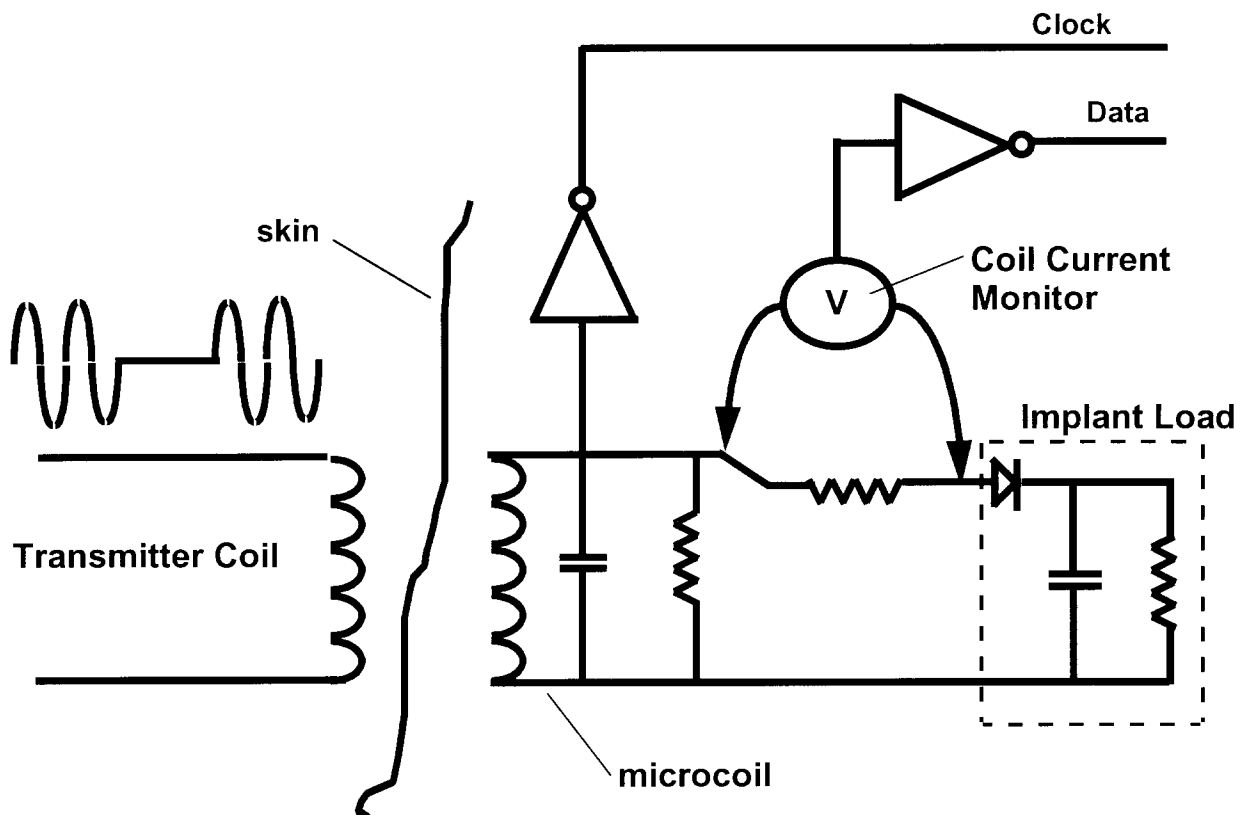 Clock
Data
skin
Coil Current
Monitor
V
Implant Load
Transmitter Coil
microcoil